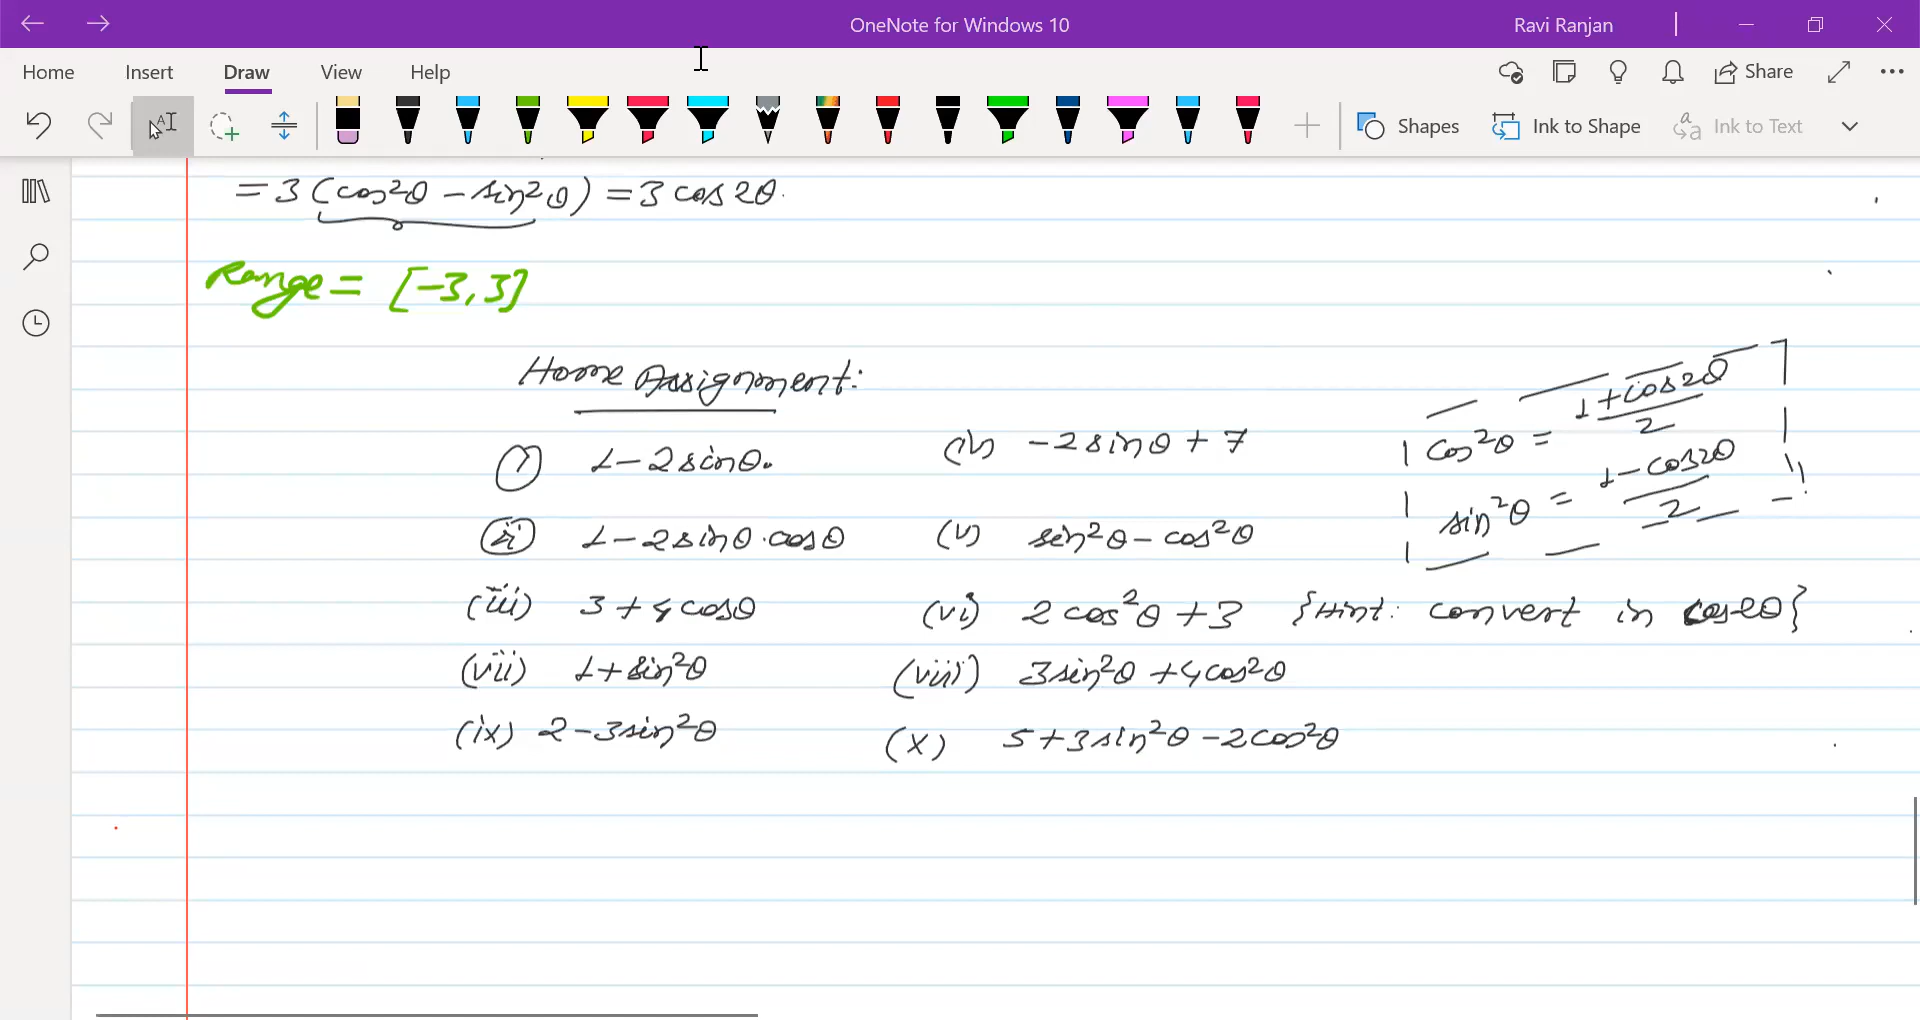 OneNote for Windows 10
Ravi Ranjan
Home Insert Draw View Help
Share
Shapes Ink to Shape Ink to Text
= 3 (cos²θ - sin²θ) = 3 cos 2θ.
Range = [-3, 3]
Home Assignment:
(i) 1 - 2 sinθ.
(iv) -2 sinθ + 7
(ii) 1 - 2 sinθ . cosθ
(v) sin²θ - cos²θ
(iii) 3 + 4 cosθ
(vi) 2 cos²θ + 3 {Hint: convert in cos2θ}
(vii) 1 + sin²θ
(viii) 3 sin²θ + 4 cos²θ
(ix) 2 - 3 sin²θ
(x) 5 + 3 sin²θ - 2 cos²θ
cos²θ = (1 + cos2θ)/2
sin²θ = (1 - cos2θ)/2